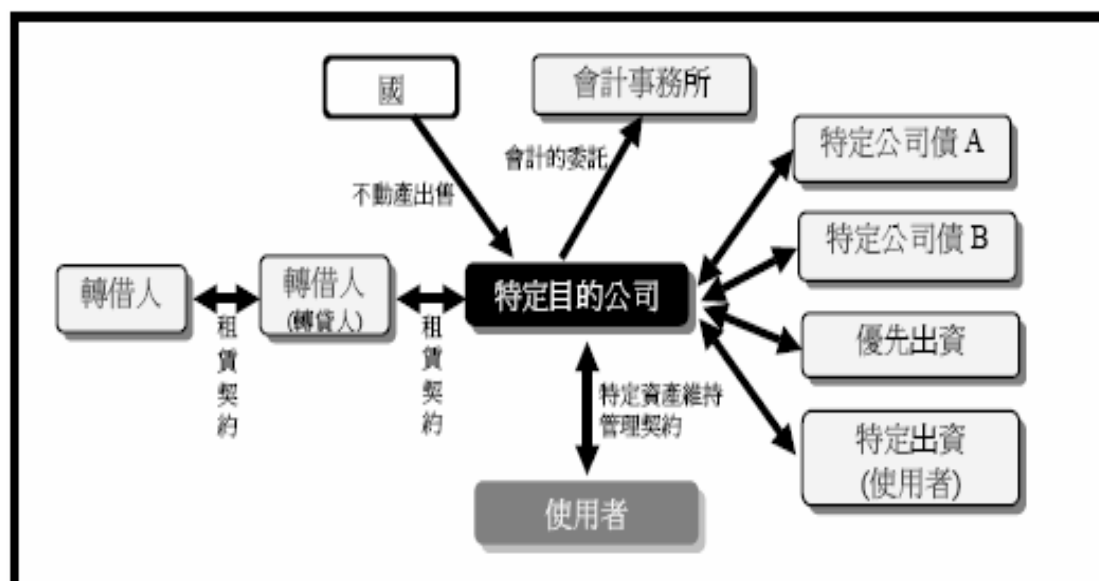 國
會計事務所
不動產出售
會計的委託
特定公司債 A
特定公司債 B
轉借人
租賃契約
轉借人
(轉貸人)
租賃契約
特定目的公司
優先出資
特定資產維持
管理契約
特定出資
(使用者)
使用者